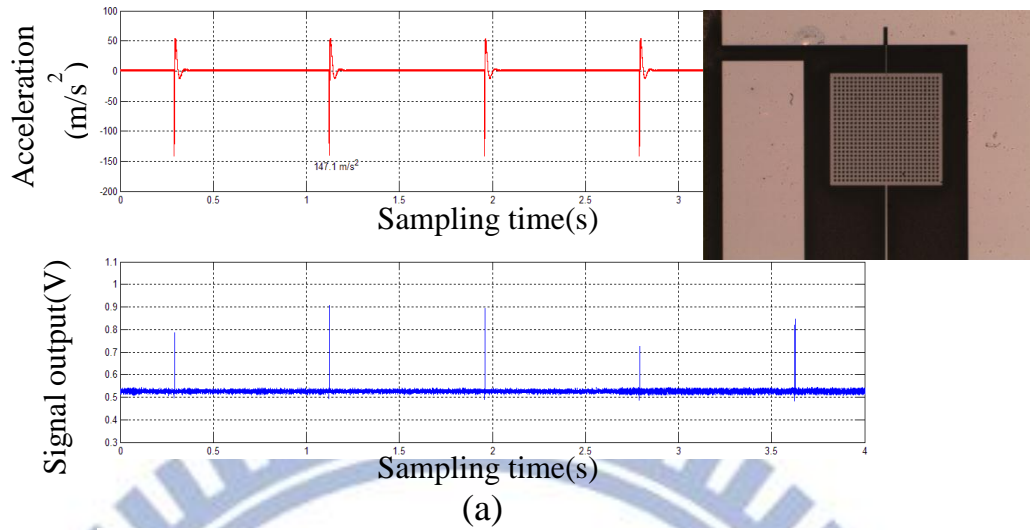 Acceleration
(m/s²)
100
50
0
-50
-100
-150
-200
147.1 m/s²
0 0.5 1 1.5 2 2.5 3
Sampling time(s)
Signal output(V)
1.1
1
0.9
0.8
0.7
0.6
0.5
0.4
0.3
0 0.5 1 1.5 2 2.5 3 3.5 4
Sampling time(s)
(a)